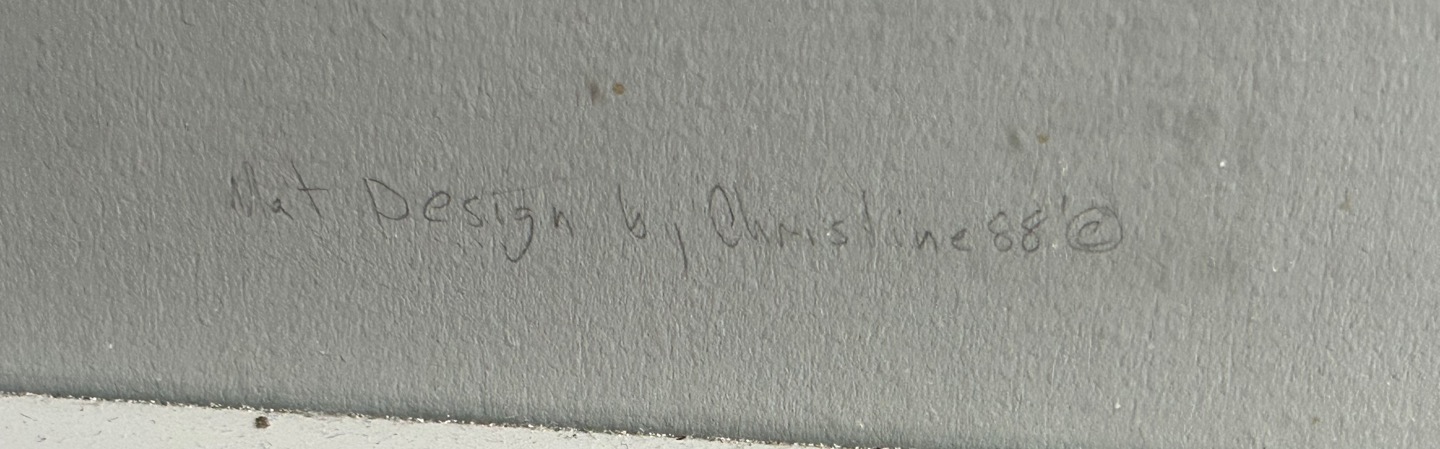 Mat Design by Christine 88' ©